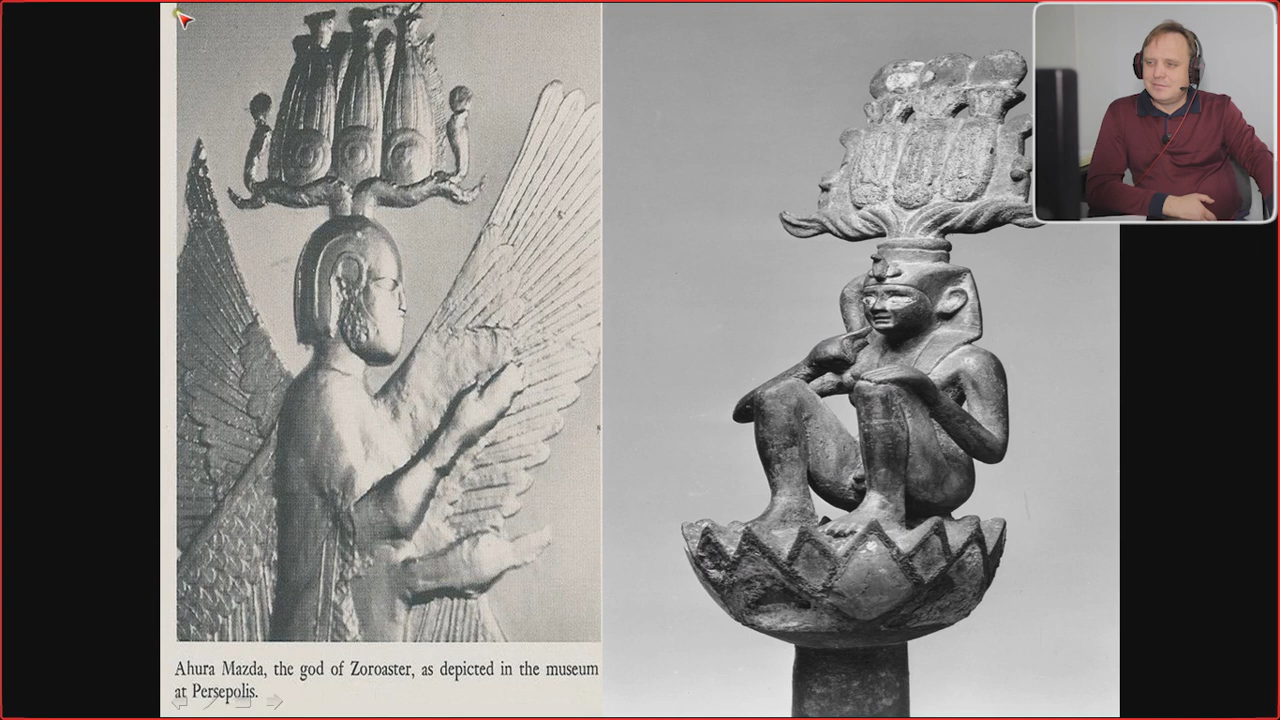 Ahura Mazda, the god of Zoroaster, as depicted in the museum
at Persepolis.